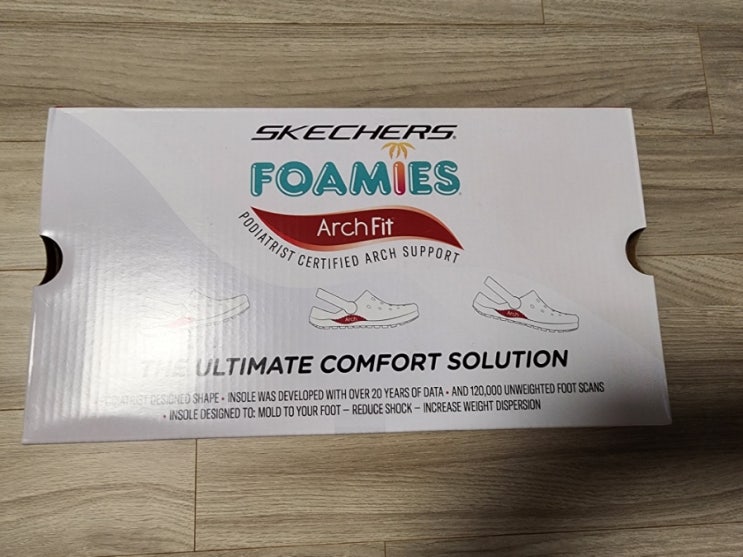 SKECHERS
FOAMIES
Arch Fit
PODIATRIST CERTIFIED ARCH SUPPORT
Arch
Arch
THE ULTIMATE COMFORT SOLUTION
PODIATRIST DESIGNED SHAPE • INSOLE WAS DEVELOPED WITH OVER 20 YEARS OF DATA • AND 120,000 UNWEIGHTED FOOT SCANS
• INSOLE DESIGNED TO: MOLD TO YOUR FOOT – REDUCE SHOCK – INCREASE WEIGHT DISPERSION